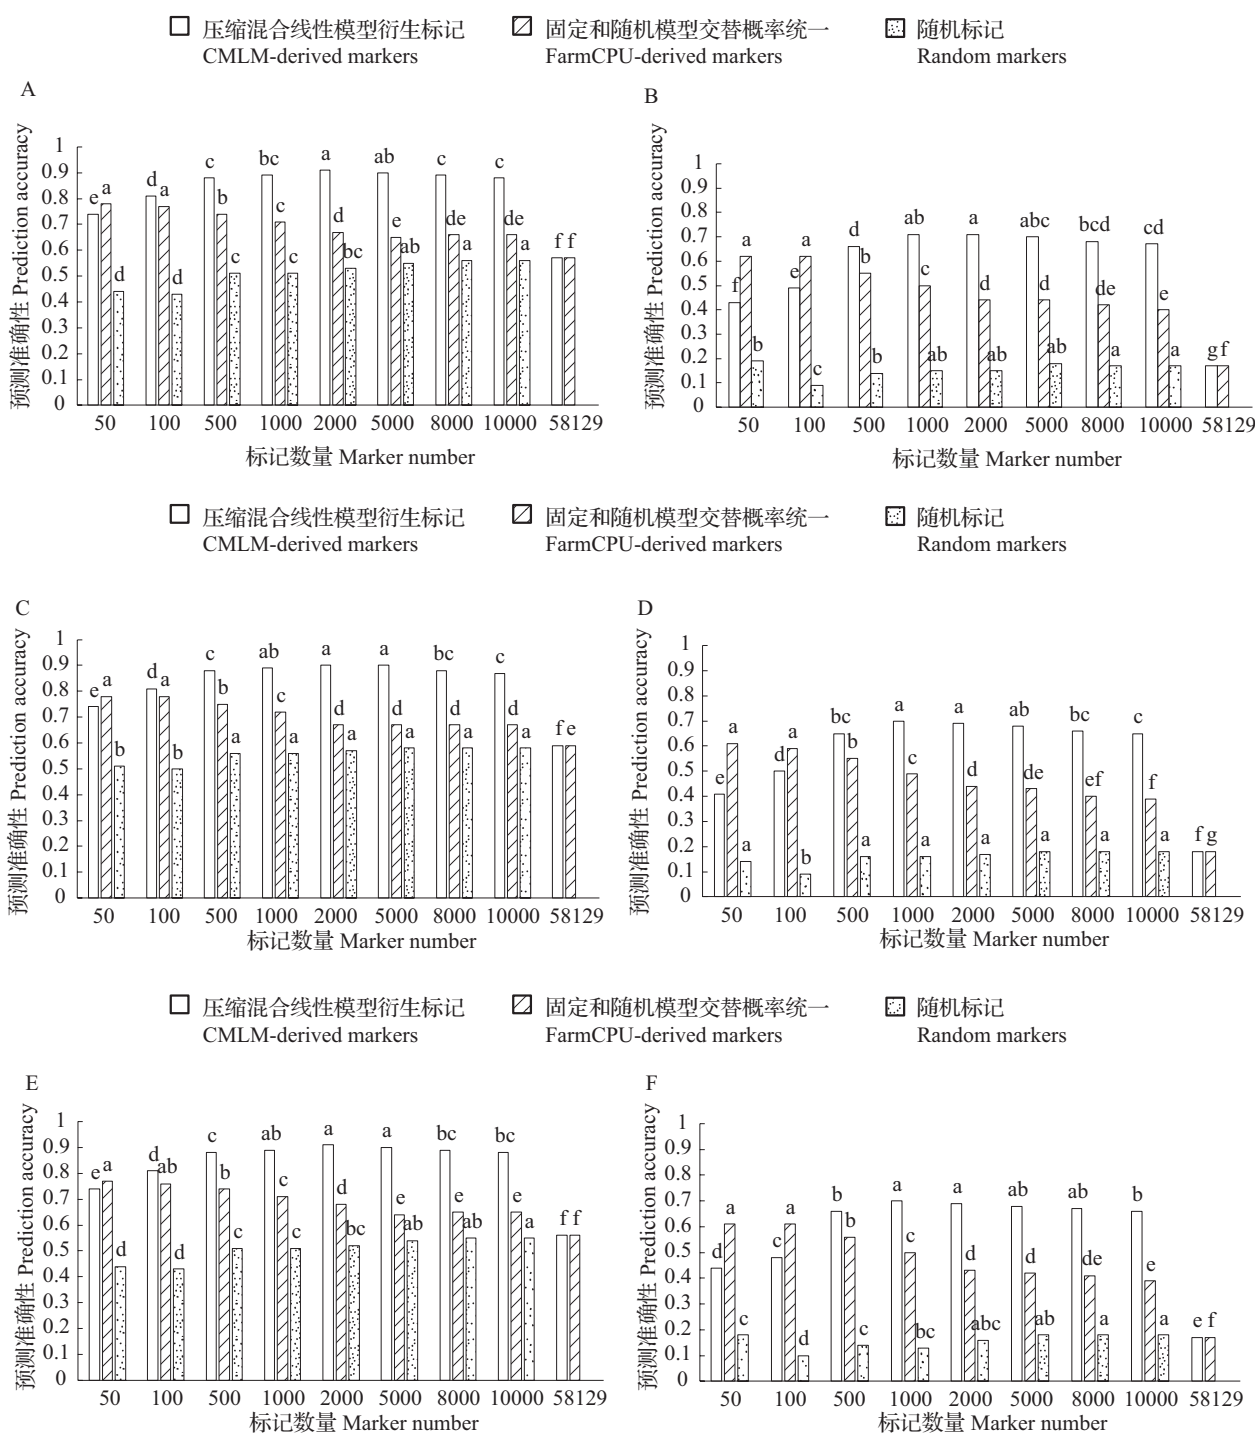 压缩混合线性模型衍生标记 固定和随机模型交替概率统一 随机标记
CMLM-derived markers FarmCPU-derived markers Random markers
A
预测准确性 Prediction accuracy
1
0.9
0.8
0.7
0.6
0.5
0.4
0.3
0.2
0.1
0
e a d
d a d
c b c
bc c c
a d bc
ab e ab
c de a
c de a
f f
50 100 500 1000 2000 5000 8000 10000 58129
标记数量 Marker number
B
预测准确性 Prediction accuracy
1
0.9
0.8
0.7
0.6
0.5
0.4
0.3
0.2
0.1
0
f a b
e a c
d b b
ab c ab
a d ab
abc d ab
bcd de a
cd e a
g f
50 100 500 1000 2000 5000 8000 10000 58129
标记数量 Marker number
压缩混合线性模型衍生标记 固定和随机模型交替概率统一 随机标记
CMLM-derived markers FarmCPU-derived markers Random markers
C
预测准确性 Prediction accuracy
1
0.9
0.8
0.7
0.6
0.5
0.4
0.3
0.2
0.1
0
e a b
d a b
c b a
ab c a
a d a
a d a
bc d a
c d a
f e
50 100 500 1000 2000 5000 8000 10000 58129
标记数量 Marker number
D
预测准确性 Prediction accuracy
1
0.9
0.8
0.7
0.6
0.5
0.4
0.3
0.2
0.1
0
e a a
d a b
bc b a
a c a
a d a
ab de a
bc ef a
c f a
f g
50 100 500 1000 2000 5000 8000 10000 58129
标记数量 Marker number
压缩混合线性模型衍生标记 固定和随机模型交替概率统一 随机标记
CMLM-derived markers FarmCPU-derived markers Random markers
E
预测准确性 Prediction accuracy
1
0.9
0.8
0.7
0.6
0.5
0.4
0.3
0.2
0.1
0
e a d
d ab d
c b c
ab c c
a d bc
a e ab
bc e ab
bc e a
f f
50 100 500 1000 2000 5000 8000 10000 58129
标记数量 Marker number
F
预测准确性 Prediction accuracy
1
0.9
0.8
0.7
0.6
0.5
0.4
0.3
0.2
0.1
0
d a c
c a d
b b c
a c bc
a d abc
ab d ab
ab de a
b e a
e f
50 100 500 1000 2000 5000 8000 10000 58129
标记数量 Marker number